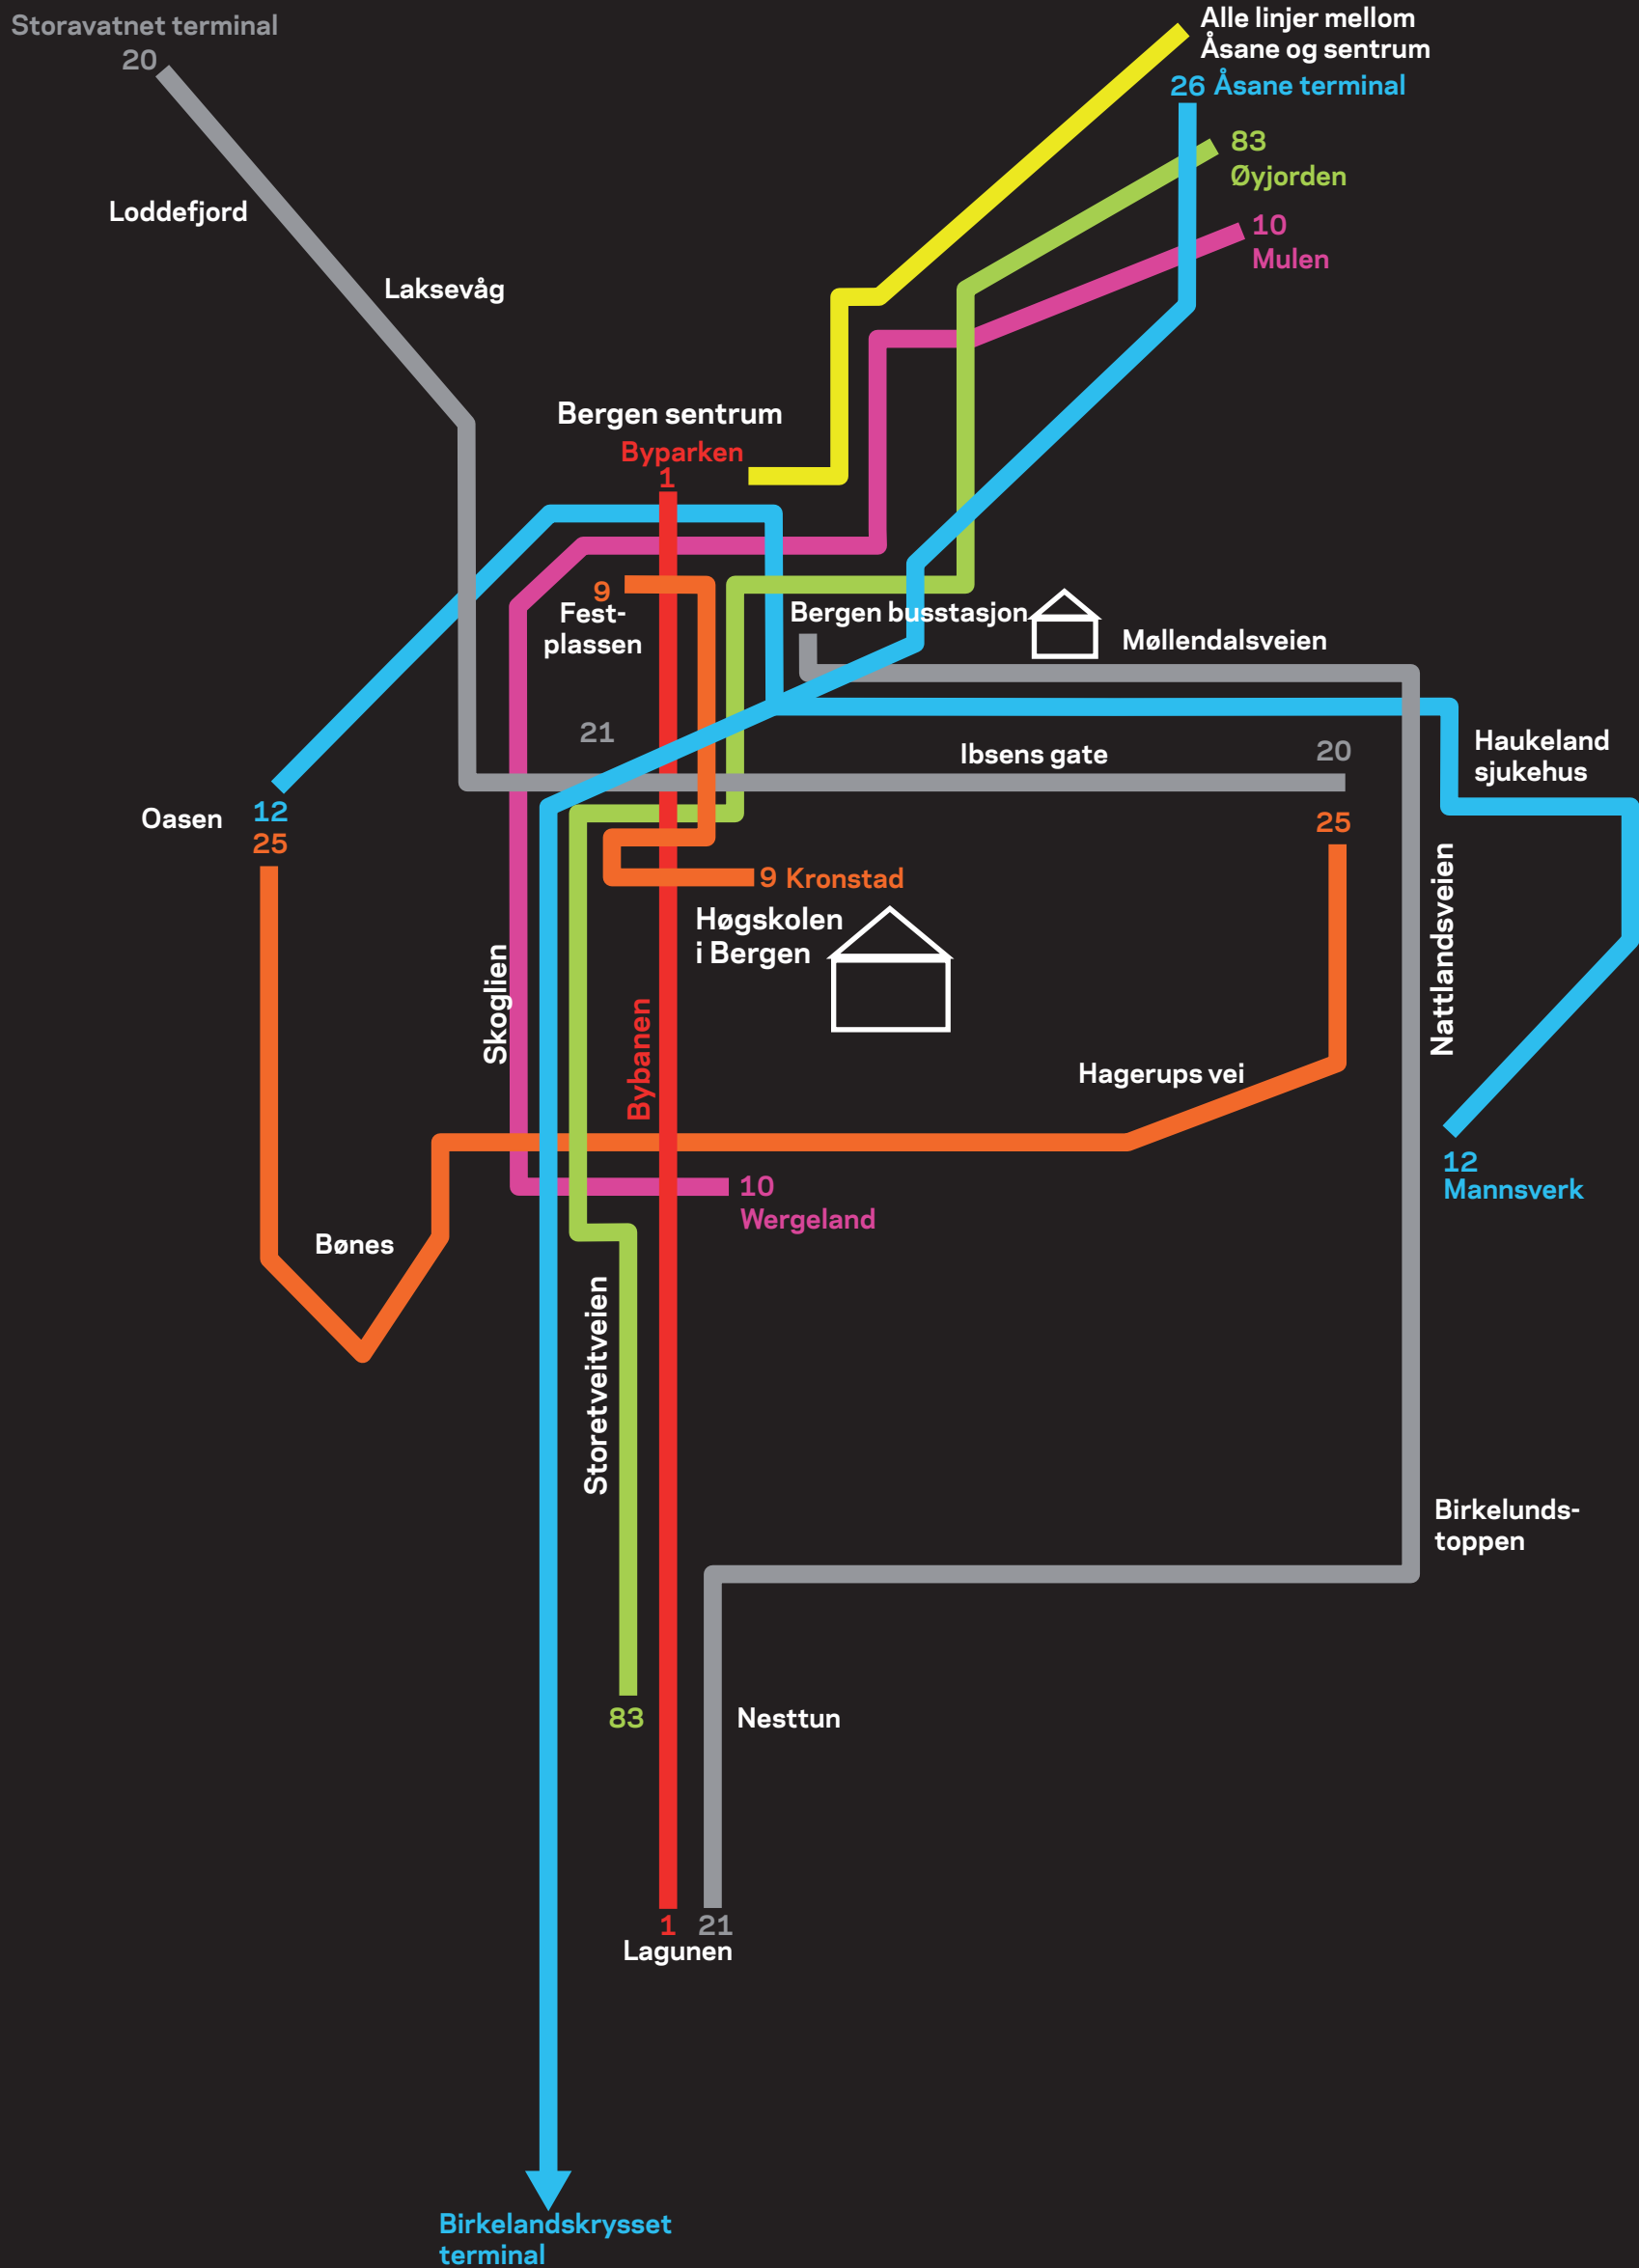 Storavatnet terminal
20
Alle linjer mellom
Åsane og sentrum
26 Åsane terminal
83
Øyjorden
Loddefjord
10
Mulen
Laksevåg
Bergen sentrum
Byparken
1
9
Fest-
plassen
Bergen busstasjon
Møllendalsveien
21
Ibsens gate
20
Haukeland
sjukehus
Oasen
12
25
25
9 Kronstad
Høgskolen
i Bergen
Skoglien
Bybanen
Nattlandsveien
Hagerups vei
12
Mannsverk
10
Wergeland
Bønes
Storetveitveien
Birkelunds-
toppen
83
Nesttun
1
21
Lagunen
Birkelandskrysset
terminal